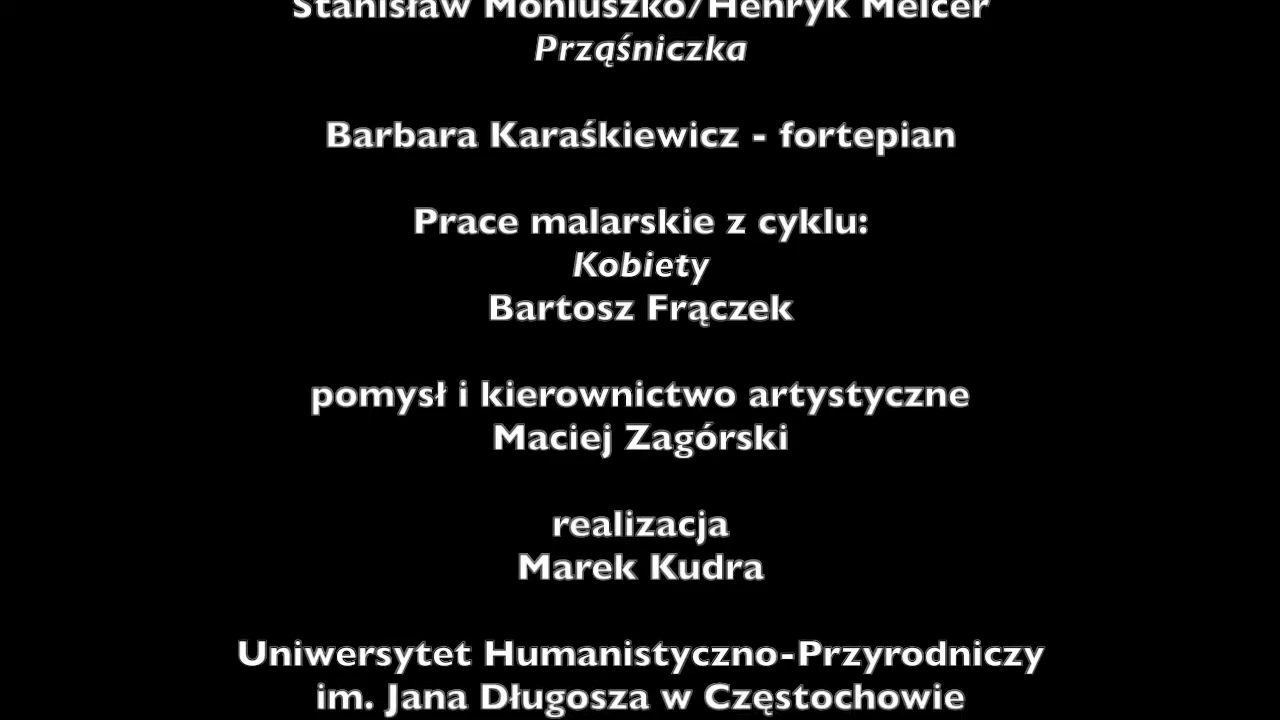 Stanisław Moniuszko/Henryk Melcer
Prząśniczka
Barbara Karaśkiewicz - fortepian
Prace malarskie z cyklu:
Kobiety
Bartosz Frączek
pomysł i kierownictwo artystyczne
Maciej Zagórski
realizacja
Marek Kudra
Uniwersytet Humanistyczno-Przyrodniczy
im. Jana Długosza w Częstochowie